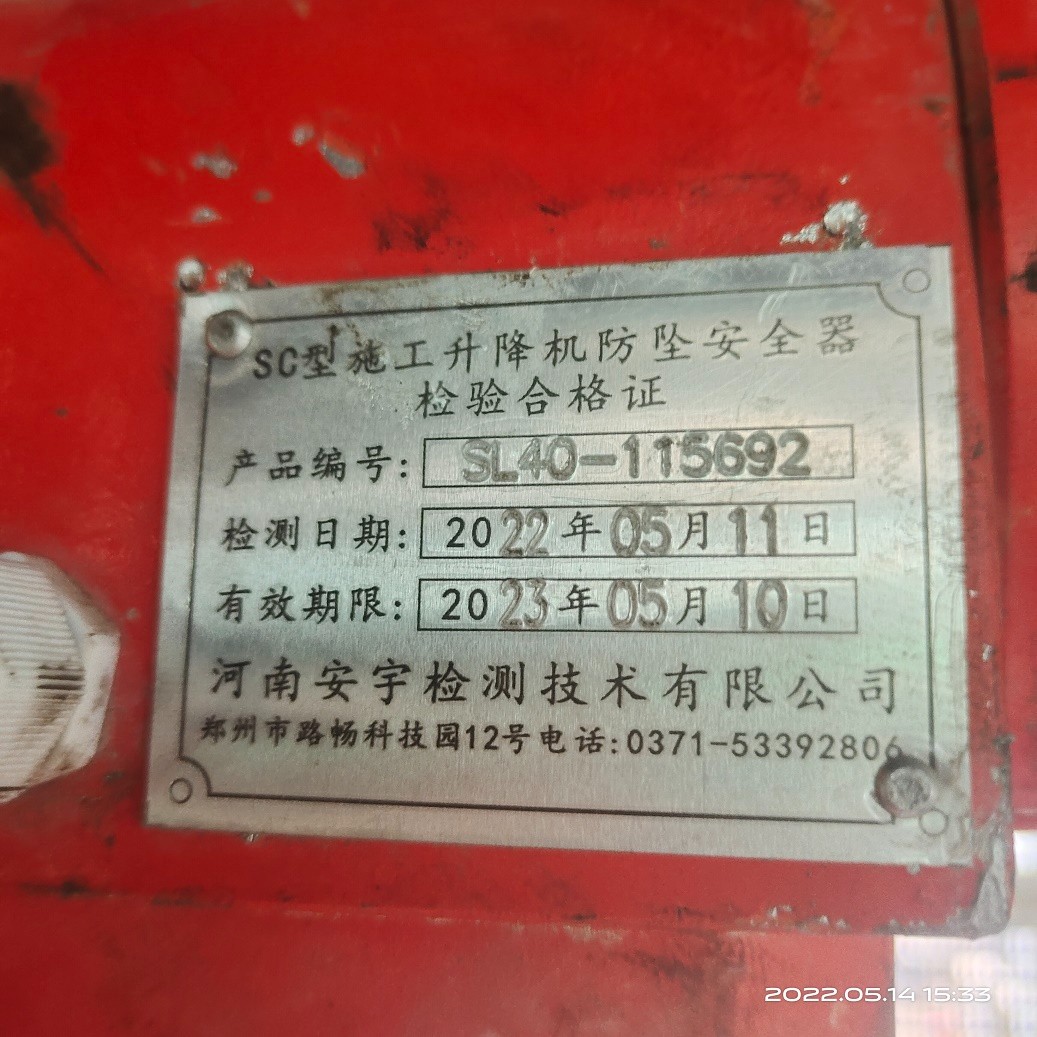 SC型施工升降机防坠安全器
检验合格证
产品编号: SL40-115692
检测日期: 2022年05月11日
有效期限: 2023年05月10日
河南安宇检测技术有限公司
郑州市路畅科技园12号电话:0371-53392806
2022.05.14 15:33